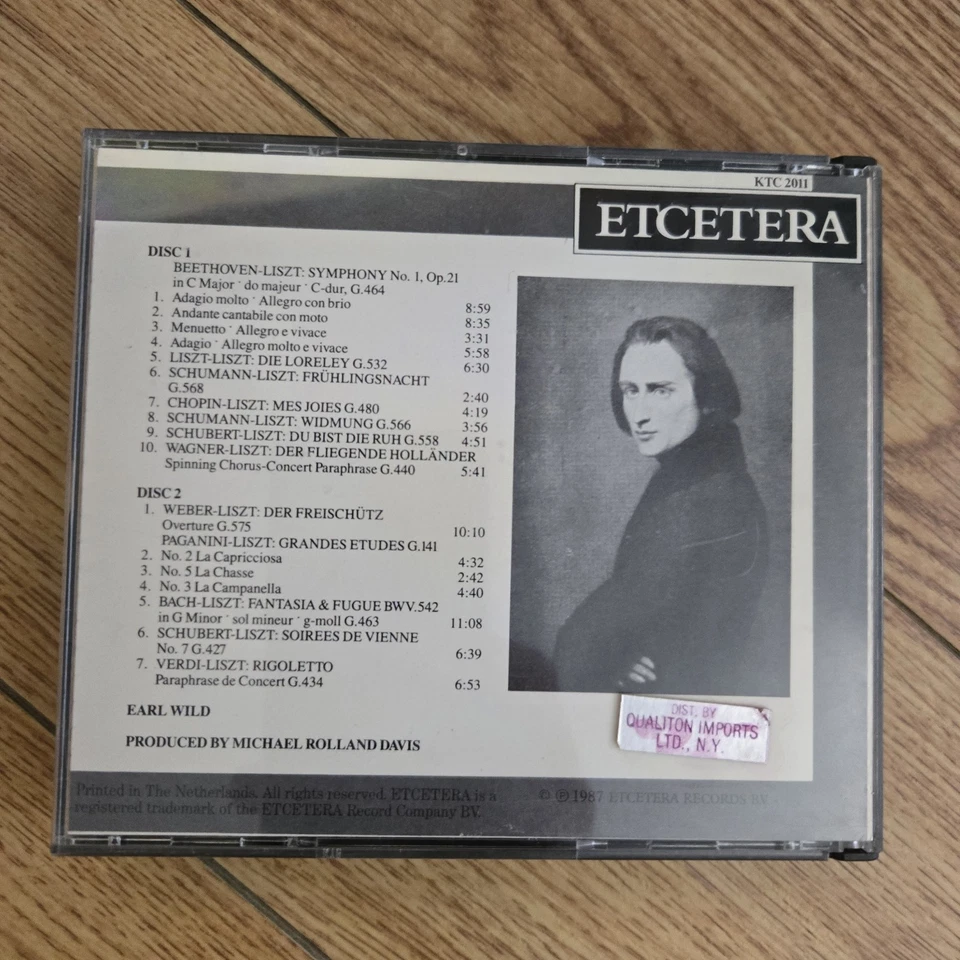 KTC 2011
ETCETERA
DISC 1
BEETHOVEN-LISZT: SYMPHONY No. 1, Op.21
in C Major · do majeur · C-dur, G.464
1. Adagio molto · Allegro con brio 8:59
2. Andante cantabile con moto 8:35
3. Menuetto · Allegro e vivace 3:31
4. Adagio · Allegro molto e vivace 5:58
5. LISZT-LISZT: DIE LORELEY G.532 6:30
6. SCHUMANN-LISZT: FRÜHLINGSNACHT
G.568 2:40
7. CHOPIN-LISZT: MES JOIES G.480 4:19
8. SCHUMANN-LISZT: WIDMUNG G.566 3:56
9. SCHUBERT-LISZT: DU BIST DIE RUH G.558 4:51
10. WAGNER-LISZT: DER FLIEGENDE HOLLÄNDER
Spinning Chorus-Concert Paraphrase G.440 5:41
DISC 2
1. WEBER-LISZT: DER FREISCHÜTZ
Overture G.575 10:10
PAGANINI-LISZT: GRANDES ETUDES G.141
2. No. 2 La Capricciosa 4:32
3. No. 5 La Chasse 2:42
4. No. 3 La Campanella 4:40
5. BACH-LISZT: FANTASIA & FUGUE BWV.542
in G Minor · sol mineur · g-moll G.463 11:08
6. SCHUBERT-LISZT: SOIREES DE VIENNE
No. 7 G.427 6:39
7. VERDI-LISZT: RIGOLETTO
Paraphrase de Concert G.434 6:53
EARL WILD
PRODUCED BY MICHAEL ROLLAND DAVIS
DIST. BY
QUALITON IMPORTS
LTD., N.Y.
Printed in The Netherlands. All rights reserved. ETCETERA is a
registered trademark of the ETCETERA Record Company BV.
© ℗ 1987 ETCETERA RECORDS BV